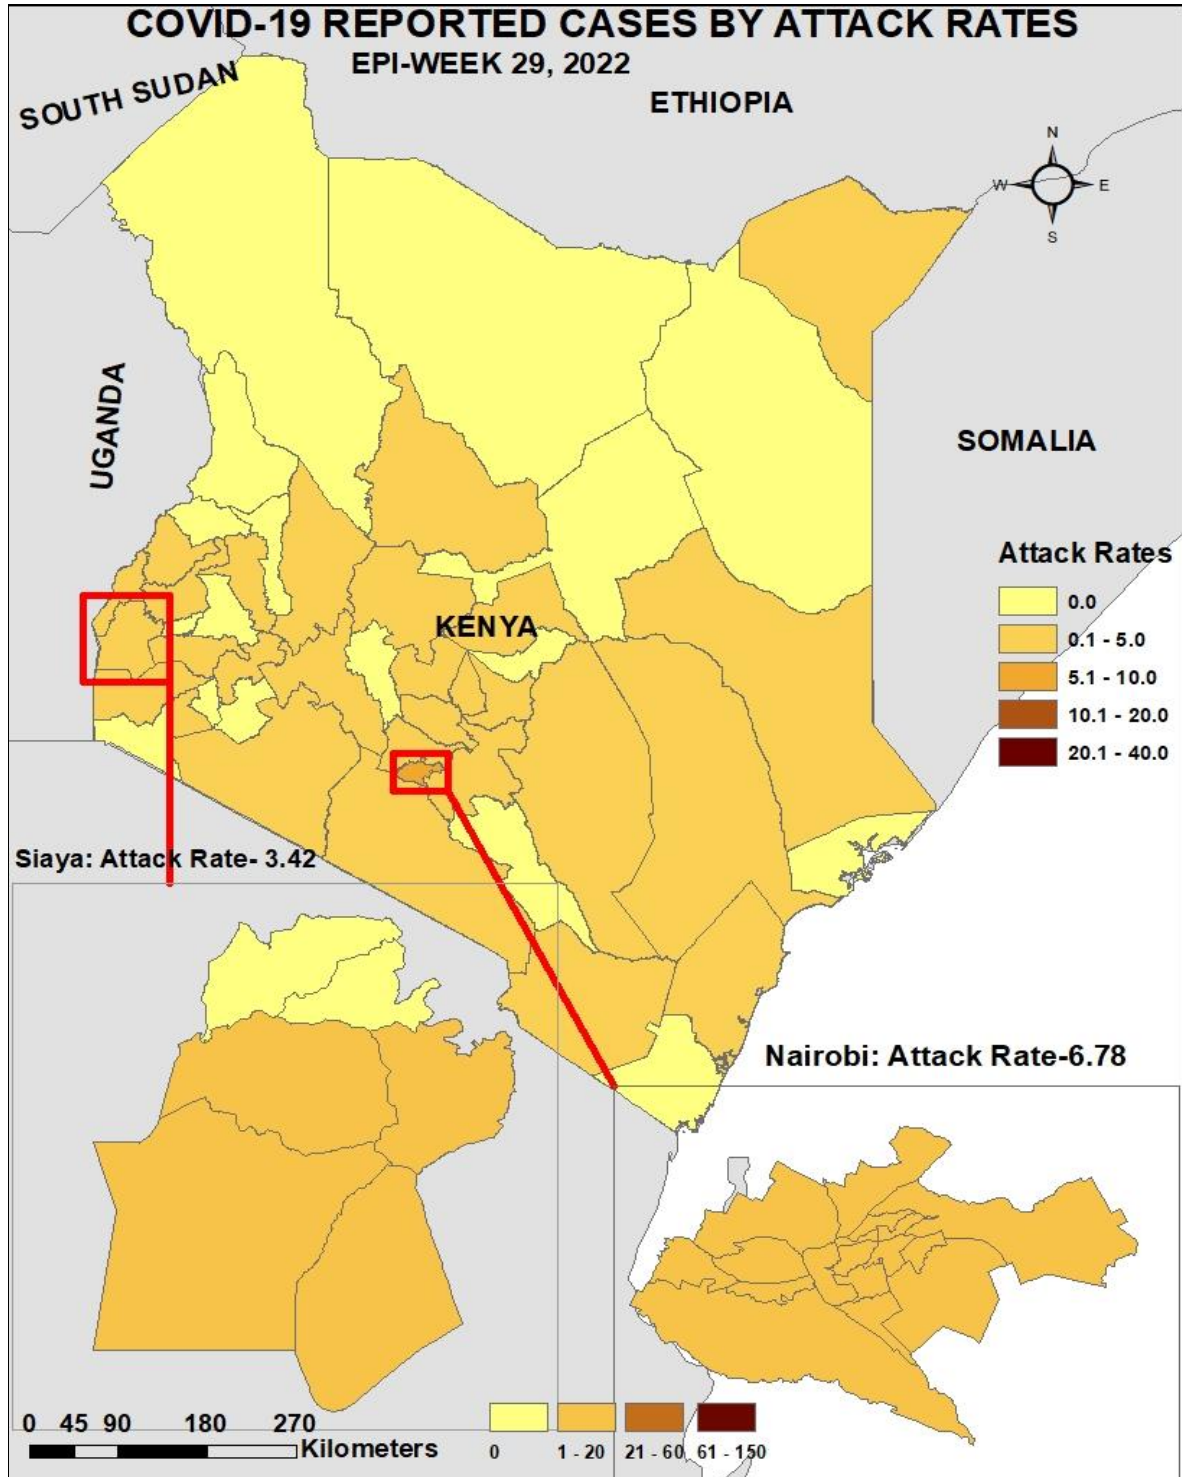 COVID-19 REPORTED CASES BY ATTACK RATES
EPI-WEEK 29, 2022
SOUTH SUDAN
ETHIOPIA
N
W
E
S
UGANDA
SOMALIA
KENYA
Attack Rates
0.0
0.1 - 5.0
5.1 - 10.0
10.1 - 20.0
20.1 - 40.0
Siaya: Attack Rate- 3.42
Nairobi: Attack Rate-6.78
0 45 90 180 270
Kilometers
0
1 - 20
21 - 60
61 - 150